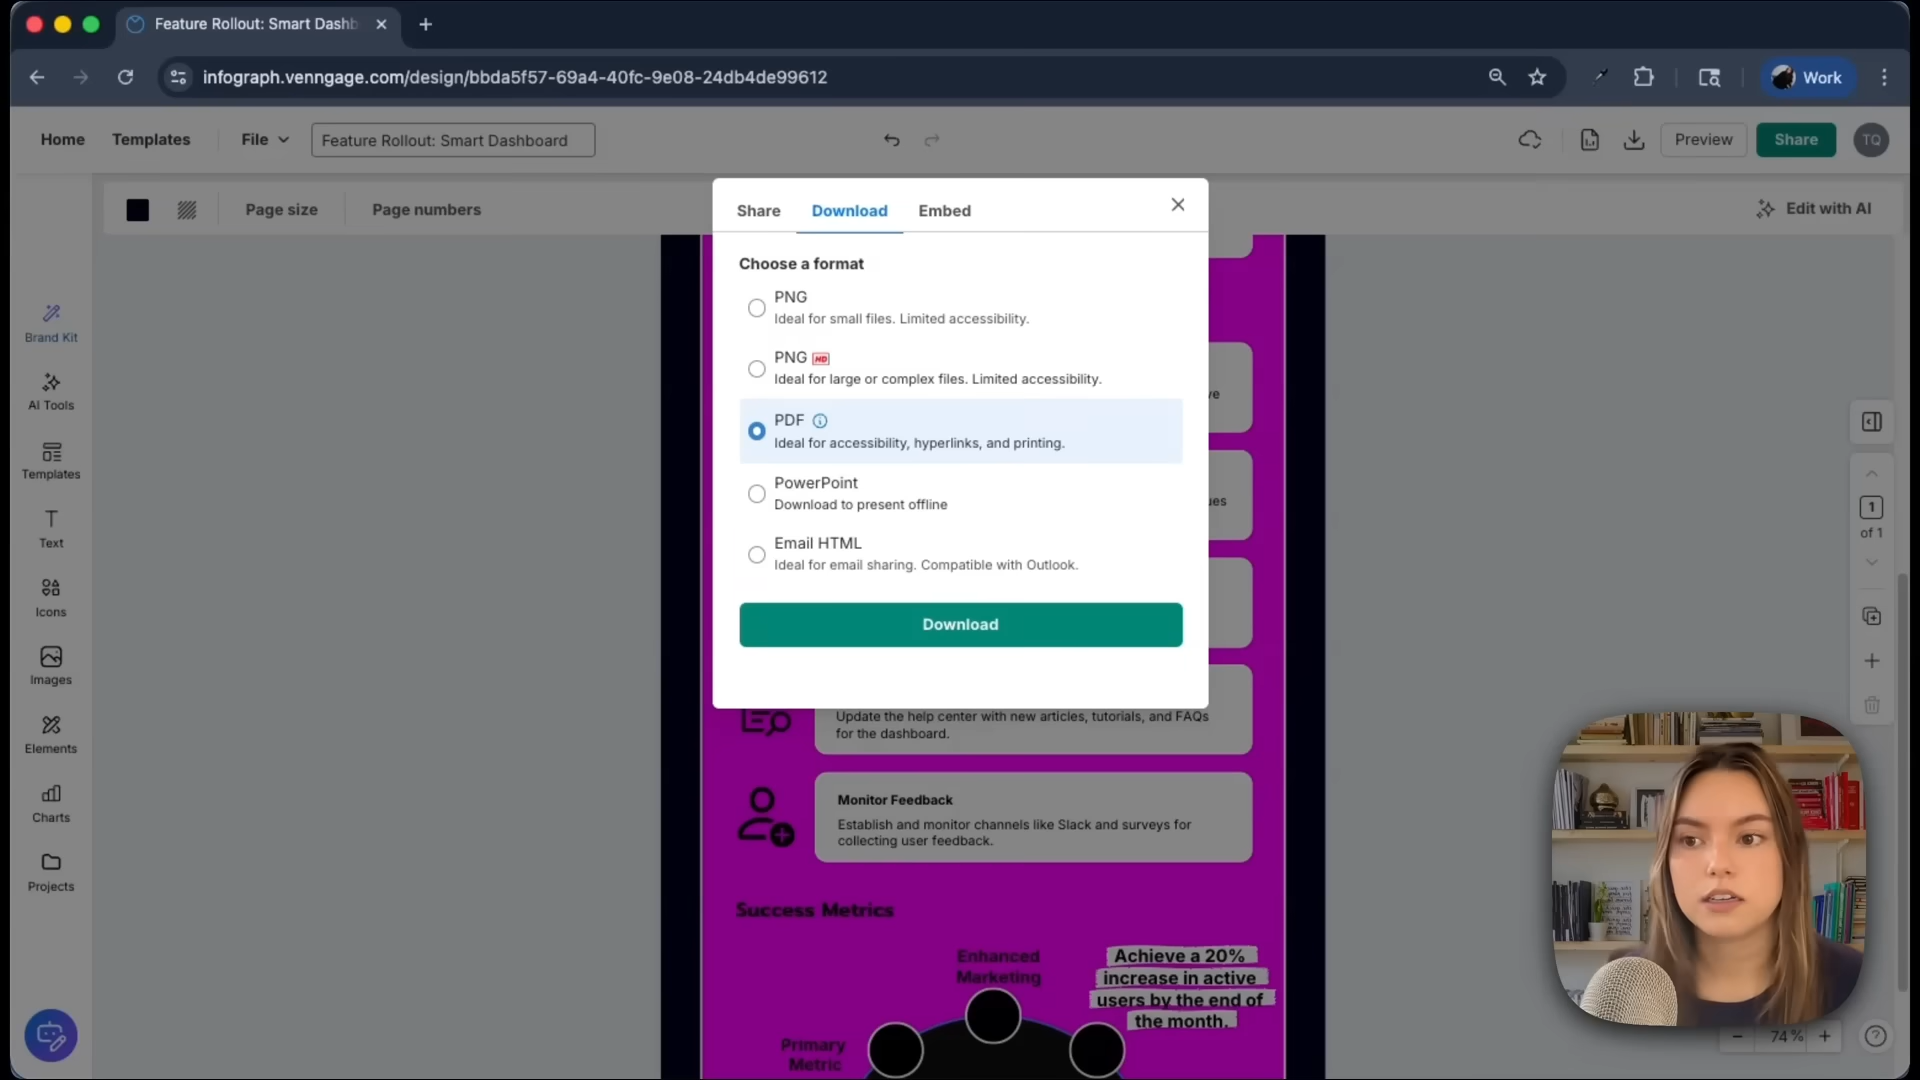 Feature Rollout: Smart Dashb
infograph.venngage.com/design/bbda5f57-69a4-40fc-9e08-24db4de99612
Work
Home
Templates
File
Feature Rollout: Smart Dashboard
Preview
Share
TQ
Page size
Page numbers
Edit with AI
Share
Download
Embed
Choose a format
PNG
Ideal for small files. Limited accessibility.
PNG HD
Ideal for large or complex files. Limited accessibility.
PDF
Ideal for accessibility, hyperlinks, and printing.
PowerPoint
Download to present offline
Email HTML
Ideal for email sharing. Compatible with Outlook.
Download
Brand Kit
AI Tools
Templates
Text
Icons
Images
Elements
Charts
Projects
ve
ues
1
of 1
Update the help center with new articles, tutorials, and FAQs
for the dashboard.
Monitor Feedback
Establish and monitor channels like Slack and surveys for
collecting user feedback.
Success Metrics
Enhanced
Marketing
Achieve a 20%
increase in active
users by the end of
the month.
Primary
Metric
74%